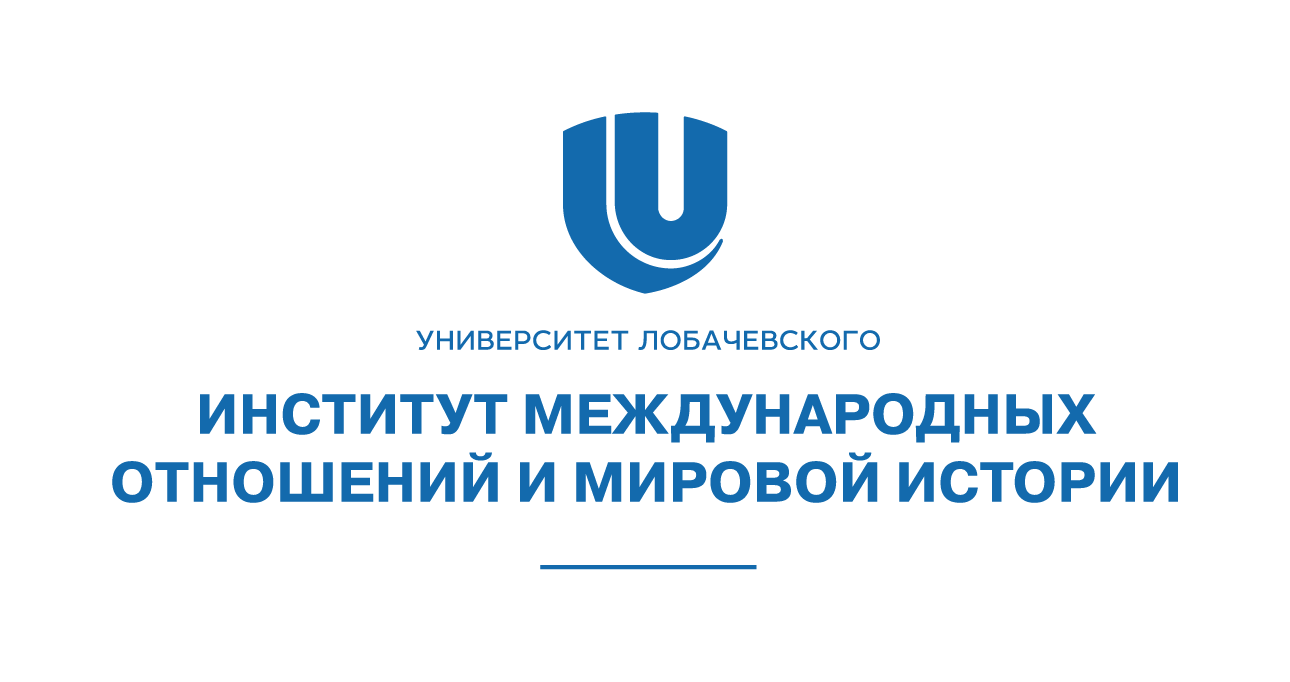 УНИВЕРСИТЕТ ЛОБАЧЕВСКОГО
ИНСТИТУТ МЕЖДУНАРОДНЫХ
ОТНОШЕНИЙ И МИРОВОЙ ИСТОРИИ